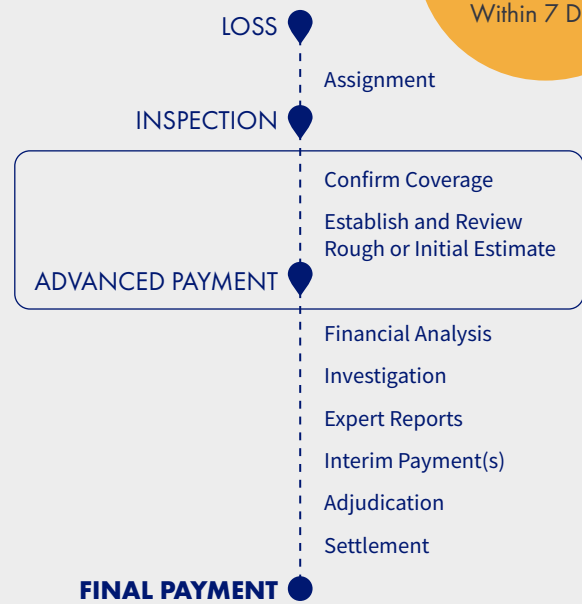 Within 7 D
LOSS
Assignment
INSPECTION
Confirm Coverage
Establish and Review
Rough or Initial Estimate
ADVANCED PAYMENT
Financial Analysis
Investigation
Expert Reports
Interim Payment(s)
Adjudication
Settlement
FINAL PAYMENT